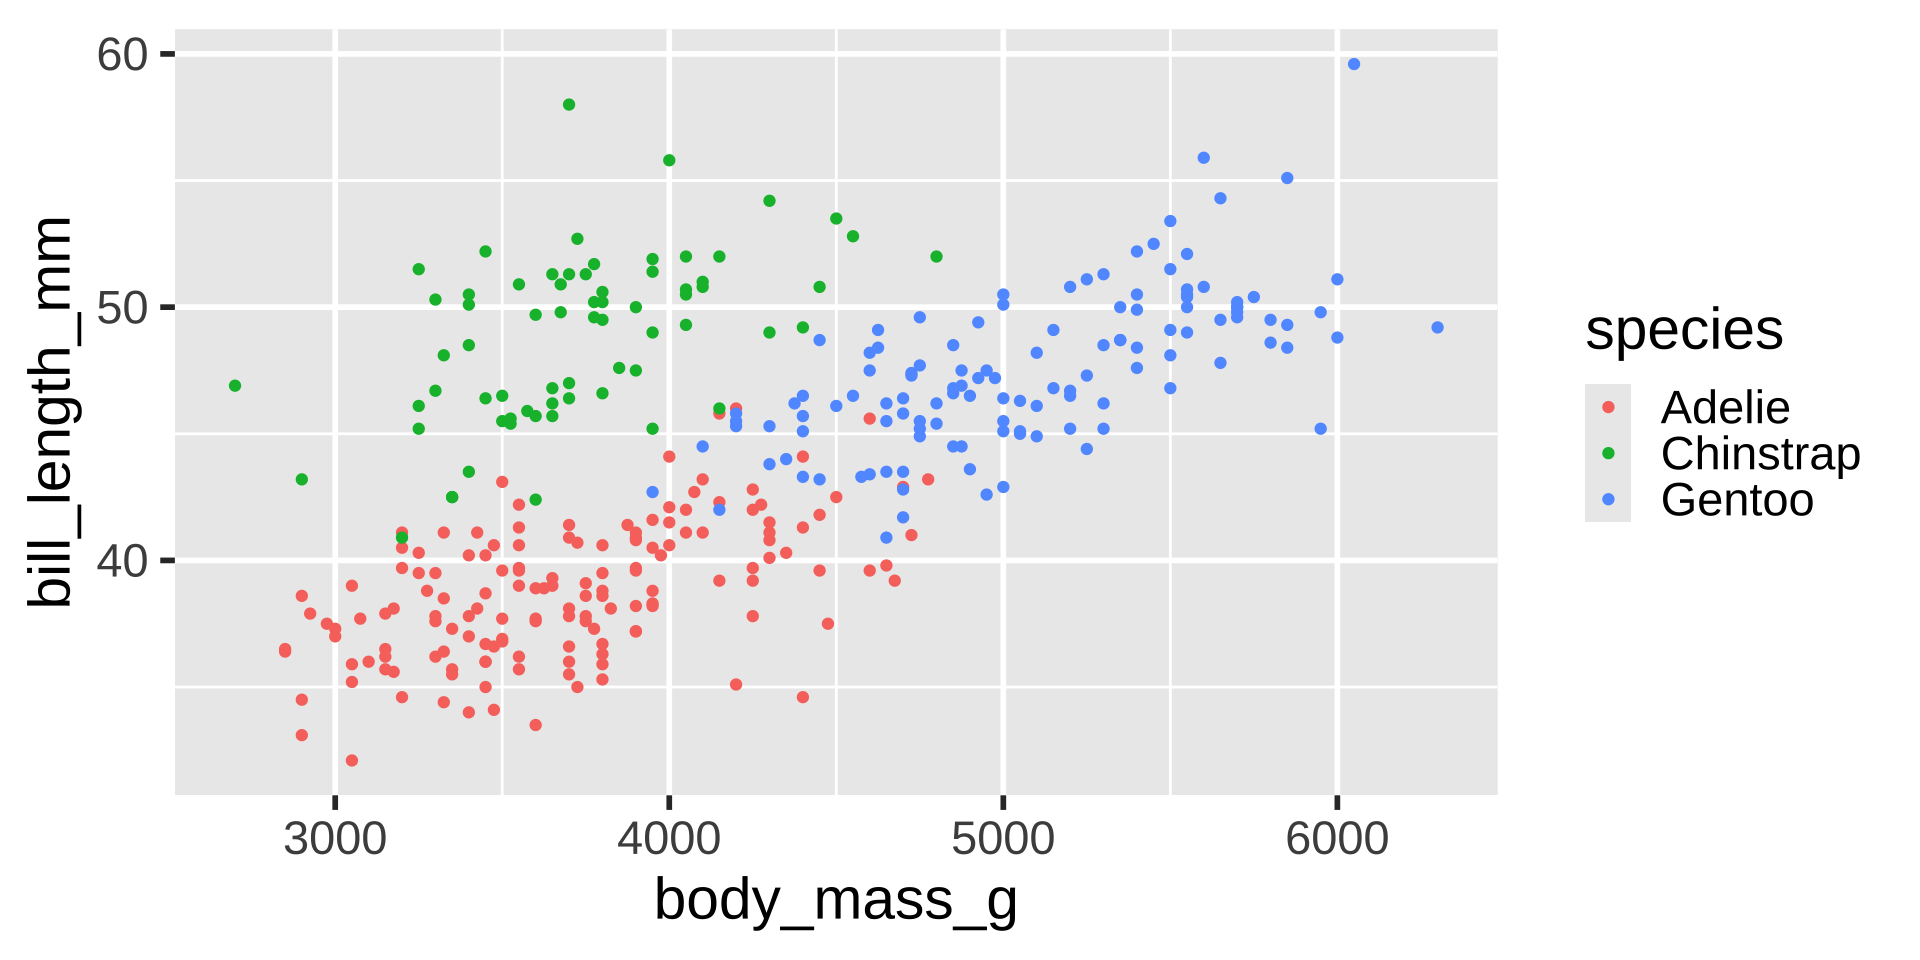 60
50
40
bill_length_mm
3000 4000 5000 6000
body_mass_g
species
Adelie
Chinstrap
Gentoo